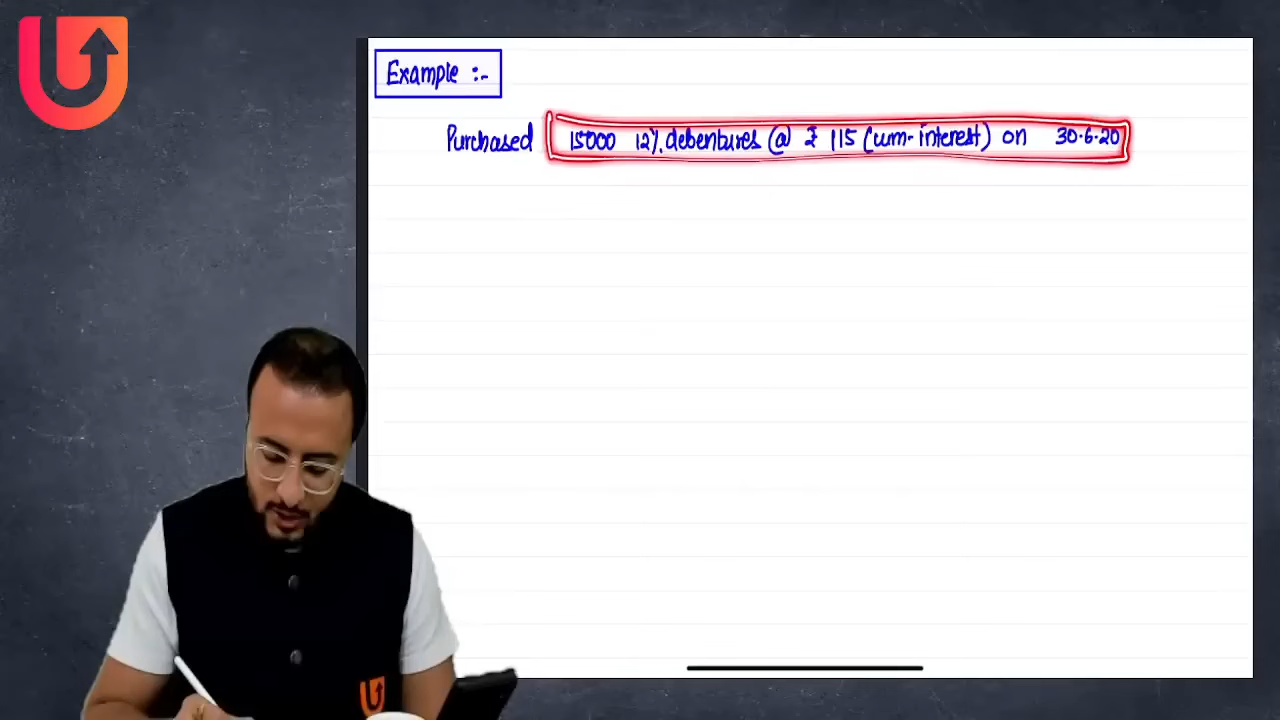 Example :-
Purchased 15000 12% debentures @ ₹ 115 (cum-interest) on 30-6-20